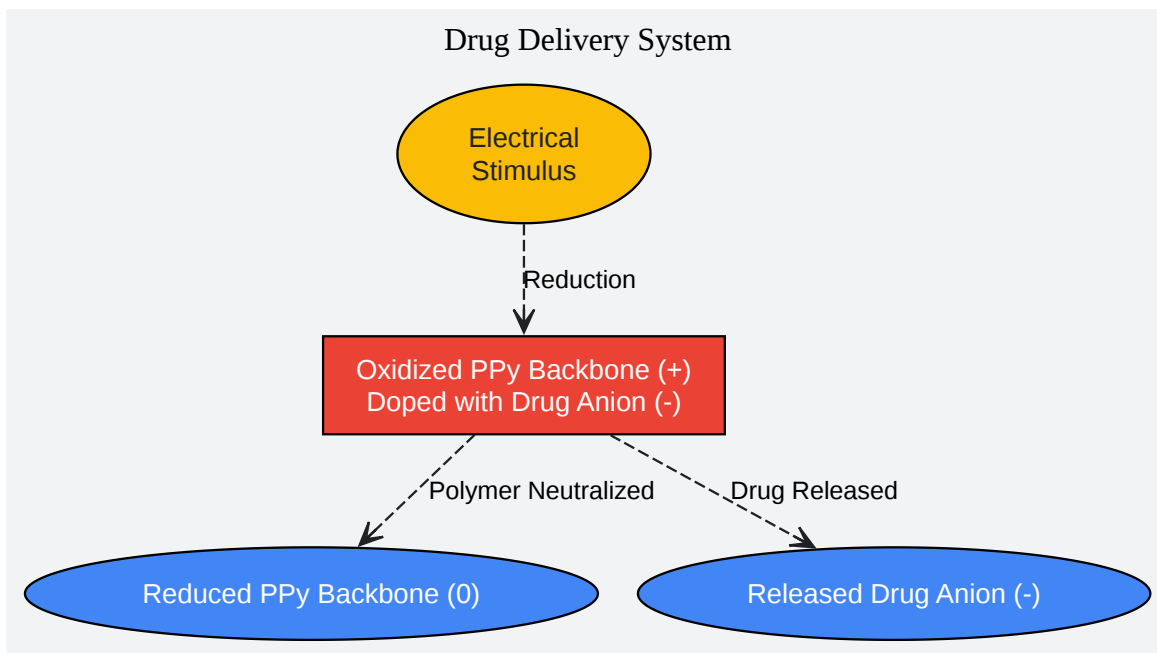 Drug Delivery System
Electrical
Stimulus
Reduction
Oxidized PPy Backbone (+)
Doped with Drug Anion (-)
Polymer Neutralized
Drug Released
Reduced PPy Backbone (0)
Released Drug Anion (-)